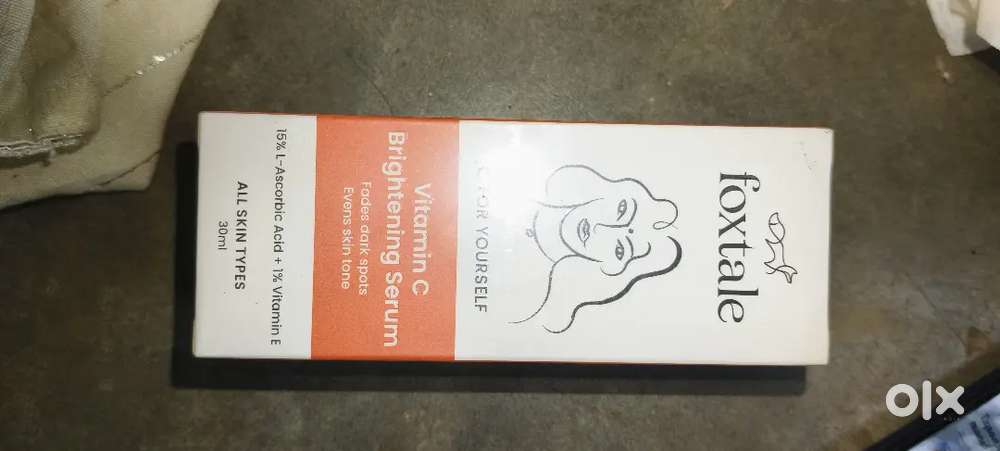 foxtale
FOR YOURSELF
Vitamin C
Brightening Serum
Fades dark spots
Evens skin tone
15% L-Ascorbic Acid + 1% Vitamin E
ALL SKIN TYPES
30ml
olx